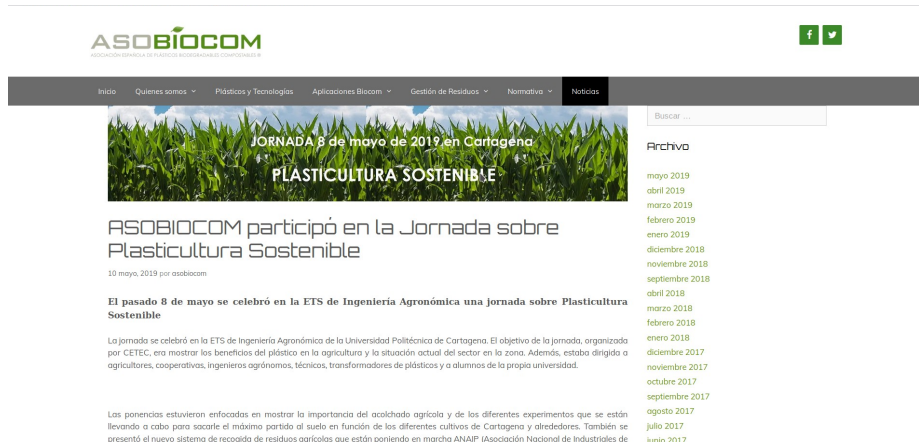 ASOBIOCOM
ASOCIACIÓN ESPAÑOLA DE PLÁSTICOS BIODEGRADABLES COMPOSTABLES
Inicio Quienes somos Plásticos y Tecnologías Aplicaciones Biocom Gestión de Residuos Normativa Noticias
JORNADA 8 de mayo de 2019,en Cartagena
PLASTICULTURA SOSTENIBLE
ASOBIOCOM participó en la Jornada sobre
Plasticultura Sostenible
10 mayo, 2019 por asobiocom
El pasado 8 de mayo se celebró en la ETS de Ingeniería Agronómica una jornada sobre Plasticultura
Sostenible
La jornada se celebró en la ETS de Ingeniería Agronómica de la Universidad Politécnica de Cartagena. El objetivo de la jornada, organizada
por CETEC, era mostrar los beneficios del plástico en la agricultura y la situación actual del sector en la zona. Además, estaba dirigida a
agricultores, cooperativas, ingenieros agrónomos, técnicos, transformadores de plásticos y a alumnos de la propia universidad.
Las ponencias estuvieron enfocadas en mostrar la importancia del acolchado agrícola y de los diferentes experimentos que se están
llevando a cabo para sacarle el máximo partido al suelo en función de los diferentes cultivos de Cartagena y alrededores. También se
presentó el nuevo sistema de recogida de residuos agrícolas que están poniendo en marcha ANAIP (Asociación Nacional de Industriales de
Buscar ...
Archivo
mayo 2019
abril 2019
marzo 2019
febrero 2019
enero 2019
diciembre 2018
noviembre 2018
septiembre 2018
abril 2018
marzo 2018
febrero 2018
enero 2018
diciembre 2017
noviembre 2017
octubre 2017
septiembre 2017
agosto 2017
julio 2017
junio 2017